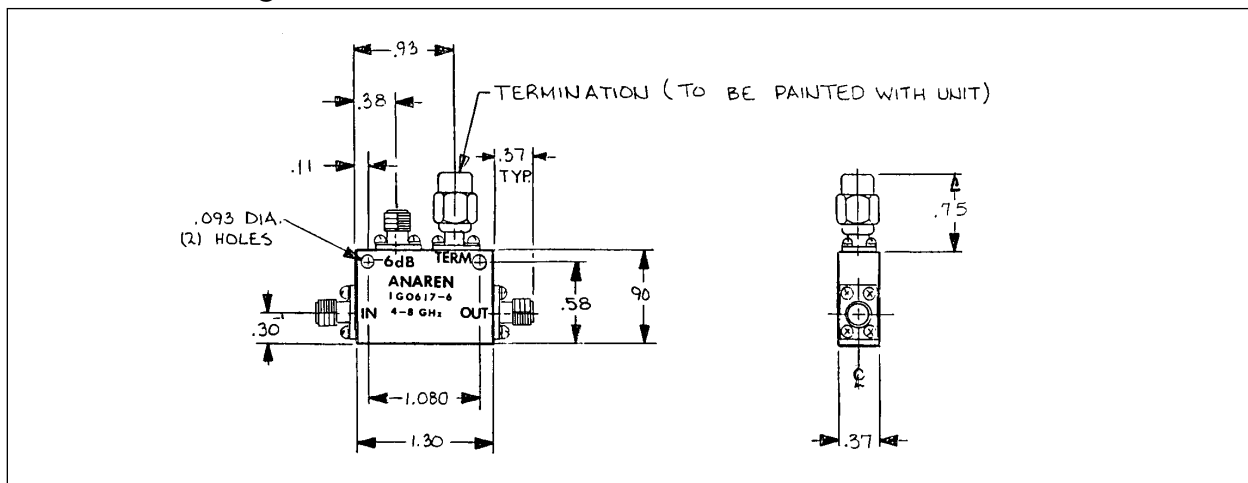 .93
TERMINATION (TO BE PAINTED WITH UNIT)
.38
.37
TYP.
.11
.75
.093 DIA.
(2) HOLES
-6dB
TERM
ANAREN
1G0617-6
.58
.90
IN
4-8 GHz
OUT
.30
1.080
1.30
.37